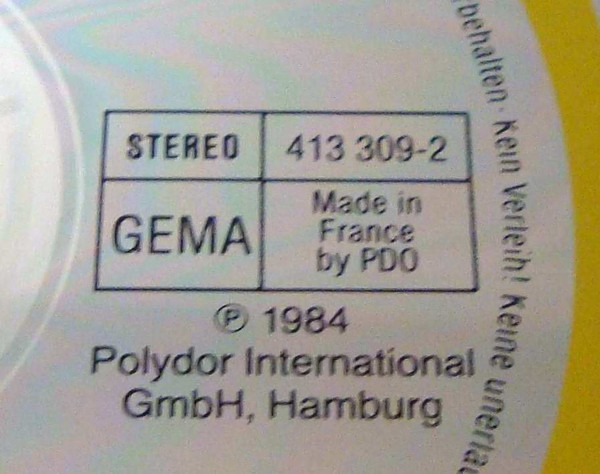 STEREO
413 309-2
GEMA
Made in
France
by PDO
℗ 1984
Polydor International
GmbH, Hamburg
behalten · Kein Verleih! Keine